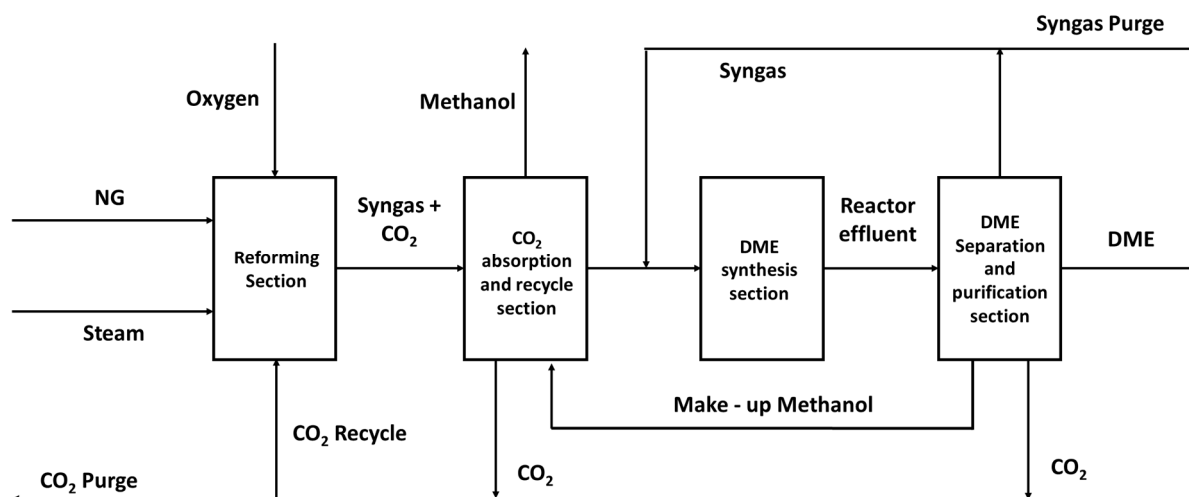 Syngas Purge
Syngas
Oxygen
Methanol
NG
Syngas +
CO₂
Reactor
effluent
DME
Reforming
Section
CO₂
absorption
and recycle
section
DME
synthesis
section
DME
Separation
and
purification
section
Steam
Make - up Methanol
CO₂ Recycle
CO₂ Purge
CO₂
CO₂